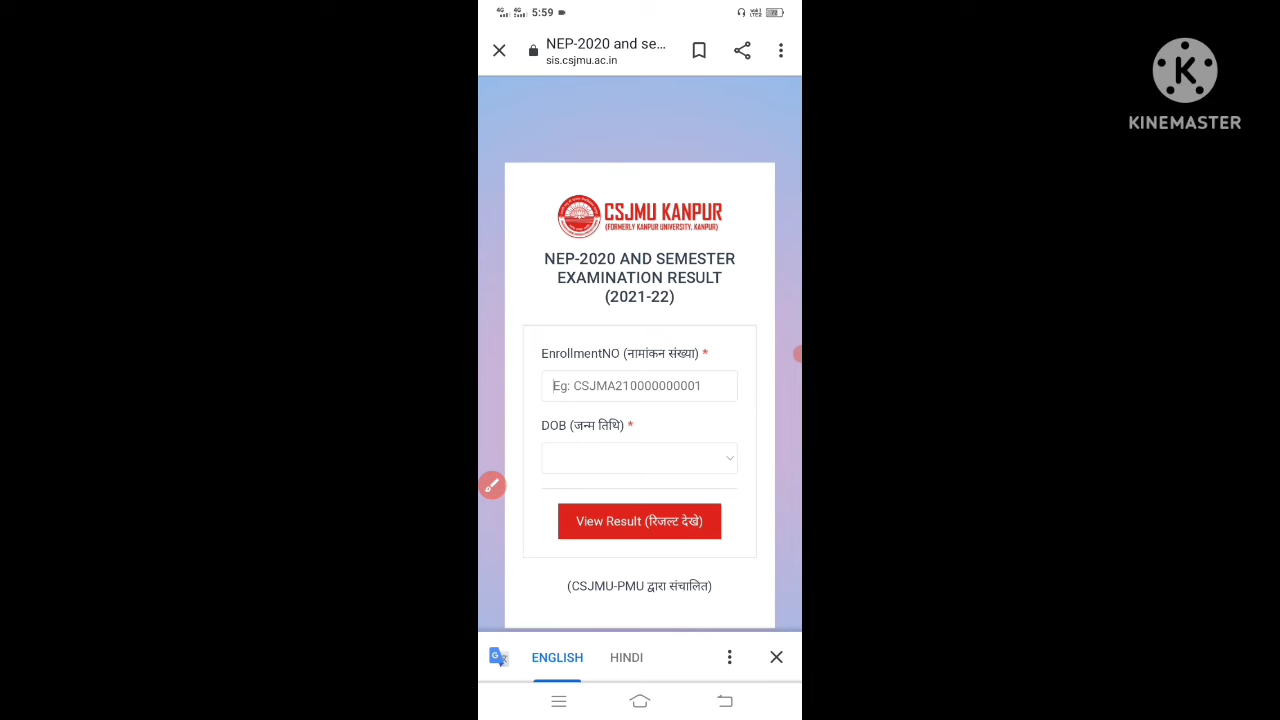 5:59
NEP-2020 and se...
sis.csjmu.ac.in
KINEMASTER
CSJMU KANPUR
(FORMERLY KANPUR UNIVERSITY, KANPUR)
NEP-2020 AND SEMESTER
EXAMINATION RESULT
(2021-22)
EnrollmentNO (नामांकन संख्या) *
Eg: CSJMA210000000001
DOB (जन्म तिथि) *
View Result (रिजल्ट देखे)
(CSJMU-PMU द्वारा संचालित)
ENGLISH HINDI